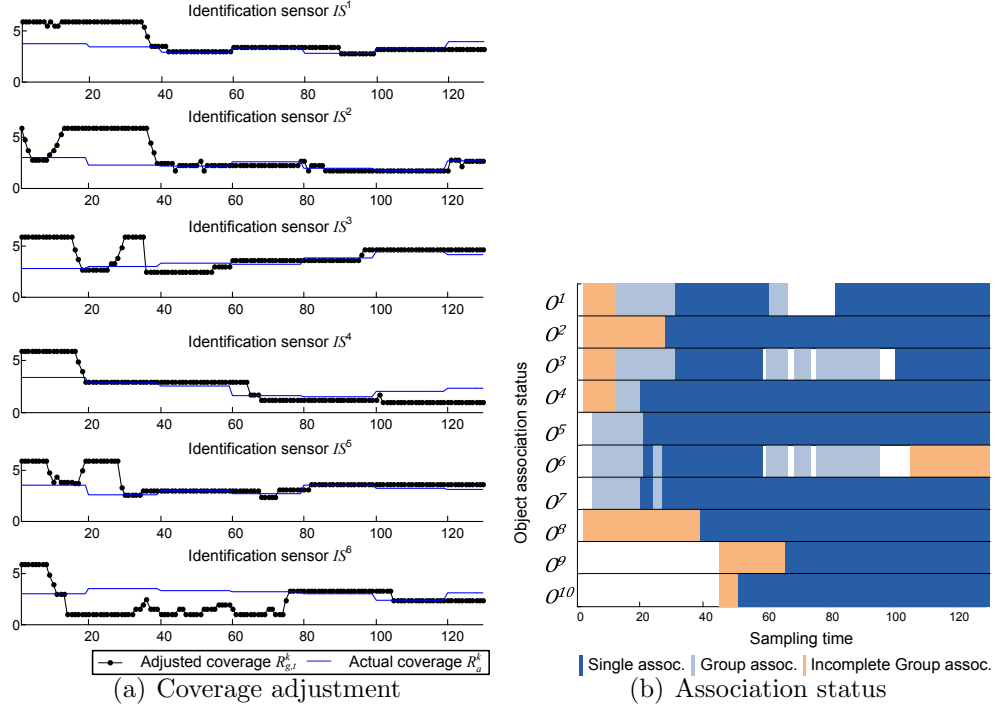 Identification sensor IS¹
5
0
20 40 60 80 100 120
Identification sensor IS²
5
0
20 40 60 80 100 120
Identification sensor IS³
5
0
20 40 60 80 100 120
Identification sensor IS⁴
5
0
20 40 60 80 100 120
Identification sensor IS⁵
5
0
20 40 60 80 100 120
Identification sensor IS⁶
5
0
20 40 60 80 100 120
Adjusted coverage R^k_{g,t} Actual coverage R^k_a
(a) Coverage adjustment
Object association status
O¹
O²
O³
O⁴
O⁵
O⁶
O⁷
O⁸
O⁹
O¹⁰
0 20 40 60 80 100 120
Sampling time
Single assoc. Group assoc. Incomplete Group assoc.
(b) Association status